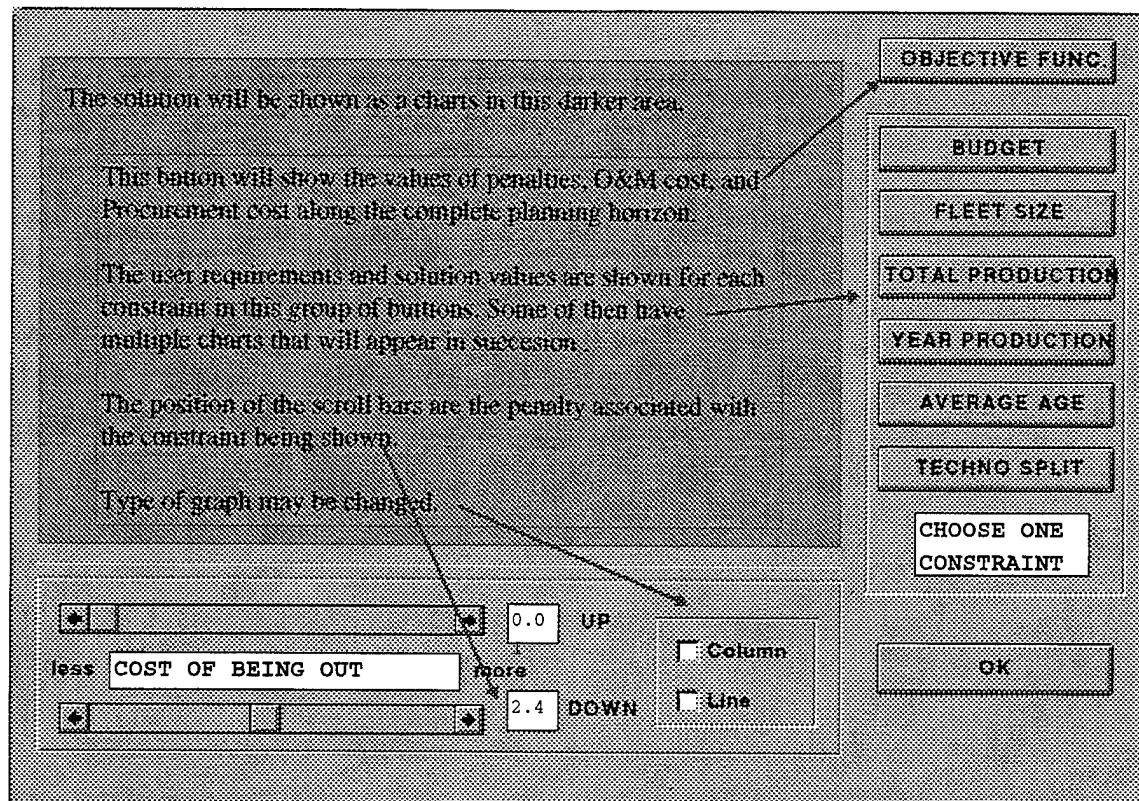 The solution will be shown as a charts in this darker area.
This button will show the values of penalties, O&M cost, and
Procurement cost along the complete planning horizon.
The user requirements and solution values are shown for each
constraint in this group of buttons. Some of then have
multiple charts that will appear in succesion.
The position of the scroll bars are the penalty associated with
the constraint being shown.
Type of graph may be changed.
OBJECTIVE FUNC
BUDGET
FLEET SIZE
TOTAL PRODUCTION
YEAR PRODUCTION
AVERAGE AGE
TECHNO SPLIT
CHOOSE ONE
CONSTRAINT
0.0 UP
less COST OF BEING OUT more
2.4 DOWN
Column
Line
OK